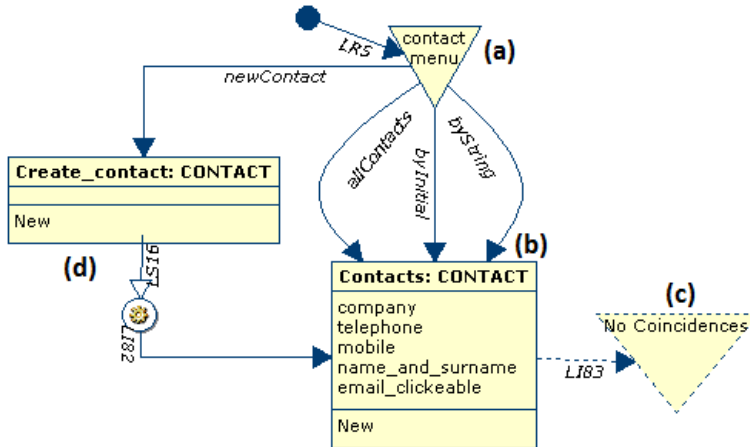 LR5
contact
menu
(a)
newContact
allContacts
byInitial
byString
Create_contact: CONTACT
New
(d)
LS16
LI82
(b)
Contacts: CONTACT
company
telephone
mobile
name_and_surname
email_clickeable
New
(c)
No Coincidences
LI83